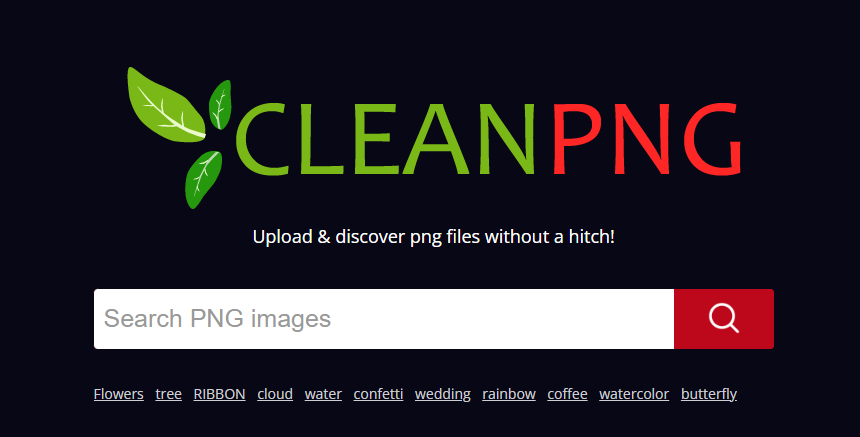 CLEANPNG
Upload & discover png files without a hitch!
Search PNG images
Flowers tree RIBBON cloud water confetti wedding rainbow coffee watercolor butterfly